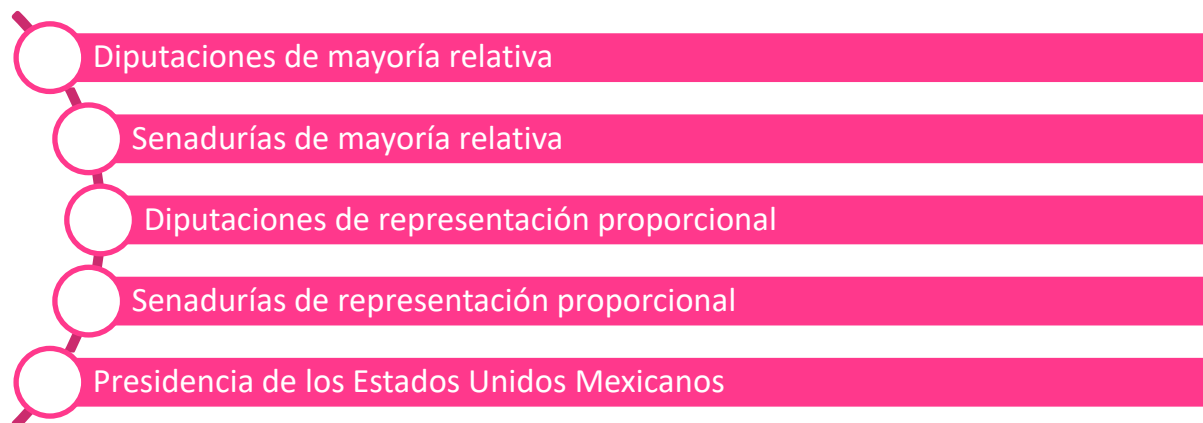 Diputaciones de mayoría relativa
Senadurías de mayoría relativa
Diputaciones de representación proporcional
Senadurías de representación proporcional
Presidencia de los Estados Unidos Mexicanos